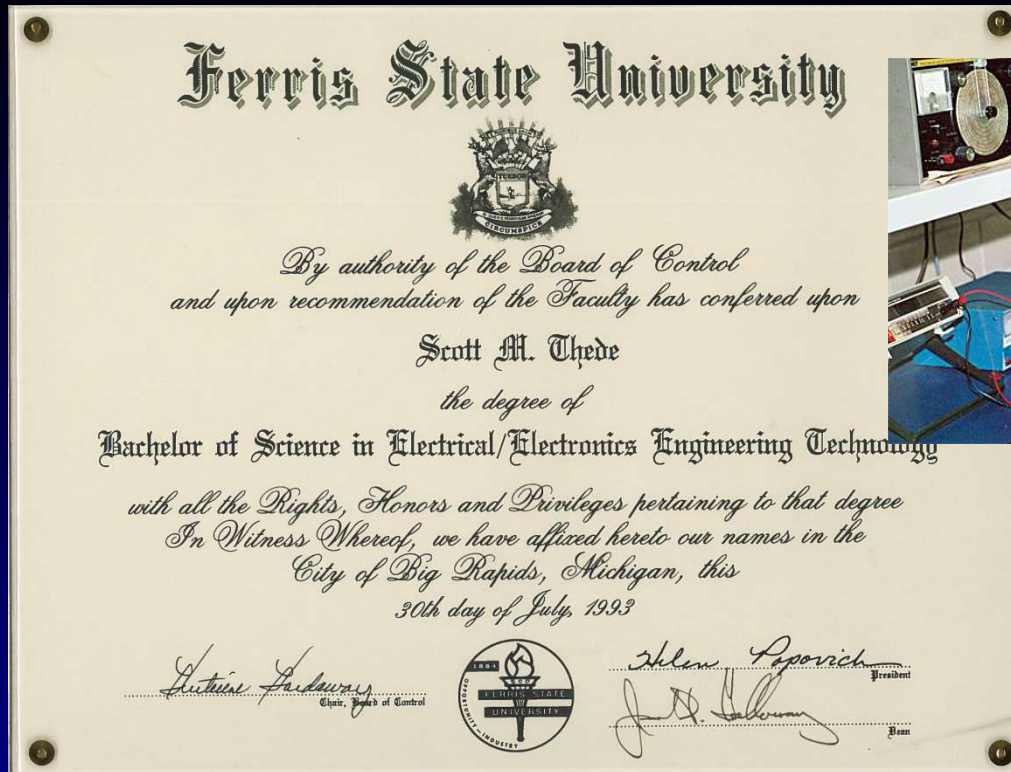 Ferris State University
TUEBOR
CIRCUMSPICE
By authority of the Board of Control
and upon recommendation of the Faculty has conferred upon
Scott M. Thede
the degree of
Bachelor of Science in Electrical/Electronics Engineering Technology
with all the Rights, Honors and Privileges pertaining to that degree
In Witness Whereof, we have affixed hereto our names in the
City of Big Rapids, Michigan, this
30th day of July, 1993
Helen Popovich
Chair, Board of Control
President
Dean
1884
FERRIS STATE
UNIVERSITY
OPPORTUNITY INDUSTRY